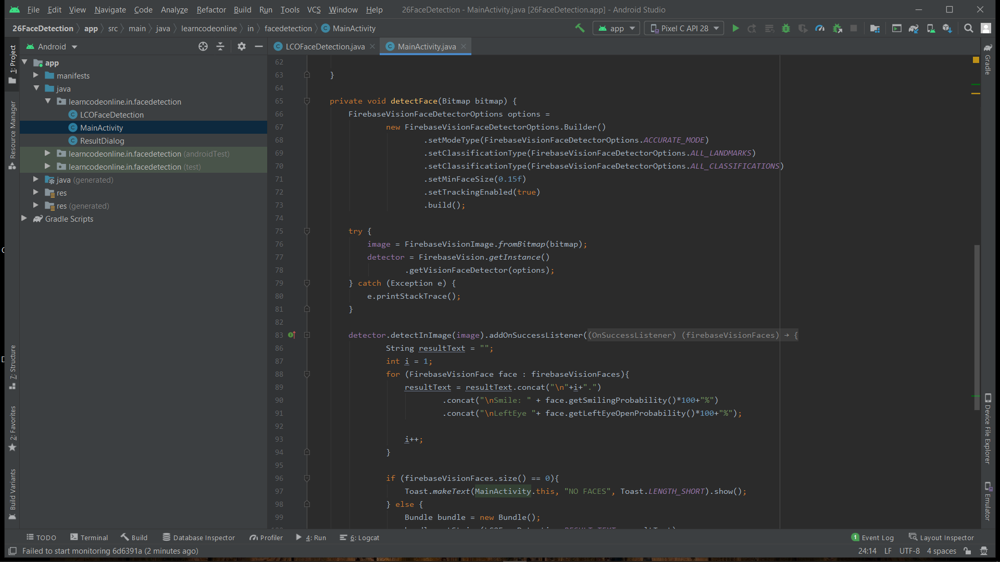 File Edit View Navigate Code Analyze Refactor Build Run Tools VCS Window Help 26FaceDetection - MainActivity.java [26FaceDetection.app] - Android Studio
26FaceDetection app src main java learncodeonline in facedetection MainActivity app Pixel C API 28
Android
LCOFaceDetection.java MainActivity.java
1: Project
Resource Manager
7: Structure
2: Favorites
Build Variants
app
manifests
java
learncodeonline.in.facedetection
LCOFaceDetection
MainActivity
ResultDialog
learncodeonline.in.facedetection (androidTest)
learncodeonline.in.facedetection (test)
java (generated)
res
res (generated)
Gradle Scripts
62
63 }
64
65 private void detectFace(Bitmap bitmap) {
66 FirebaseVisionFaceDetectorOptions options =
67 new FirebaseVisionFaceDetectorOptions.Builder()
68 .setModeType(FirebaseVisionFaceDetectorOptions.ACCURATE_MODE)
69 .setClassificationType(FirebaseVisionFaceDetectorOptions.ALL_LANDMARKS)
70 .setClassificationType(FirebaseVisionFaceDetectorOptions.ALL_CLASSIFICATIONS)
71 .setMinFaceSize(0.15f)
72 .setTrackingEnabled(true)
73 .build();
74
75 try {
76 image = FirebaseVisionImage.fromBitmap(bitmap);
77 detector = FirebaseVision.getInstance()
78 .getVisionFaceDetector(options);
79 } catch (Exception e) {
80 e.printStackTrace();
81 }
82
83 detector.detectInImage(image).addOnSuccessListener((OnSuccessListener) (firebaseVisionFaces) → {
86 String resultText = "";
87 int i = 1;
88 for (FirebaseVisionFace face : firebaseVisionFaces){
89 resultText = resultText.concat("\n"+i+".")
90 .concat("\nSmile: " + face.getSmilingProbability()*100+"%")
91 .concat("\nLeftEye "+ face.getLeftEyeOpenProbability()*100+"%");
92
93 i++;
94 }
95
96 if (firebaseVisionFaces.size() == 0){
97 Toast.makeText(MainActivity.this, "NO FACES", Toast.LENGTH_SHORT).show();
98 } else {
99 Bundle bundle = new Bundle();
Gradle
Device File Explorer
Emulator
TODO Terminal Build Database Inspector Profiler 4: Run 6: Logcat 1 Event Log Layout Inspector
Failed to start monitoring 6d6391a (2 minutes ago) 24:14 LF UTF-8 4 spaces